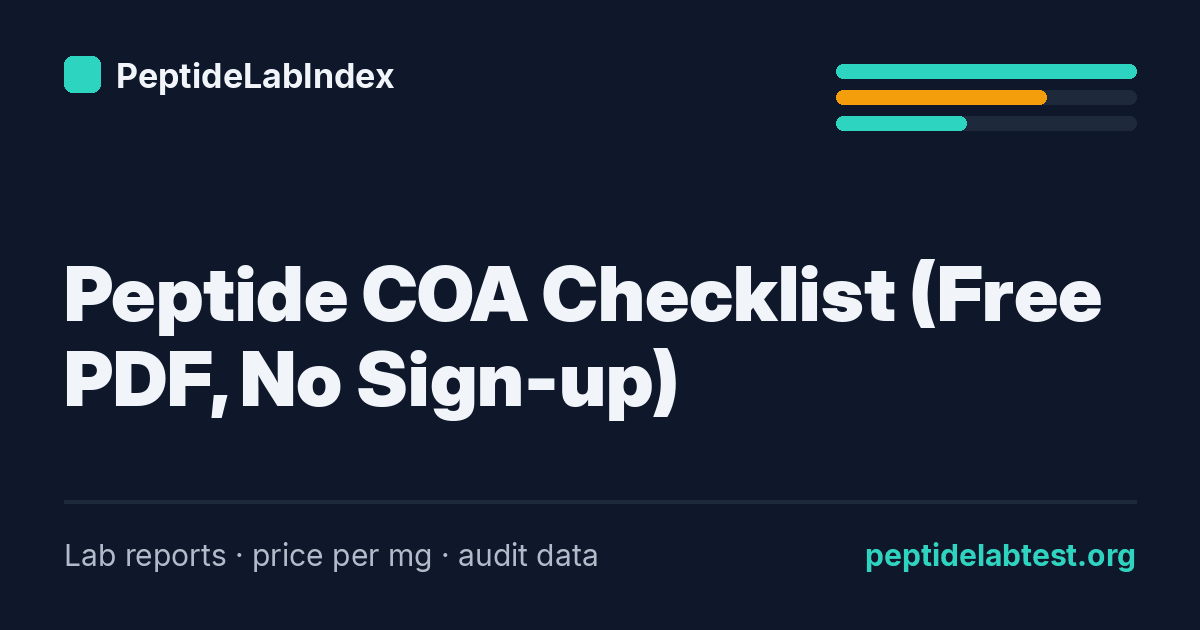 PeptideLabIndex
Peptide COA Checklist (Free
PDF, No Sign-up)
Lab reports · price per mg · audit data
peptidelabtest.org